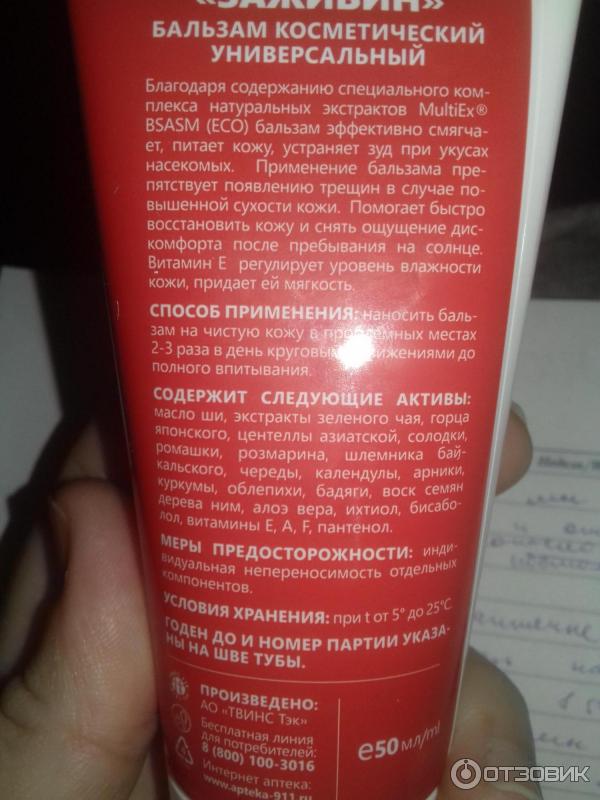 «ЗАЖИВИН»
БАЛЬЗАМ КОСМЕТИЧЕСКИЙ
УНИВЕРСАЛЬНЫЙ
Благодаря содержанию специального ком-
плекса натуральных экстрактов MultiEx®
BSASM (ECO) бальзам эффективно смягча-
ет, питает кожу, устраняет зуд при укусах
насекомых. Применение бальзама пре-
пятствует появлению трещин в случае по-
вышенной сухости кожи. Помогает быстро
восстановить кожу и снять ощущение дис-
комфорта после пребывания на солнце.
Витамин Е регулирует уровень влажности
кожи, придает ей мягкость.
СПОСОБ ПРИМЕНЕНИЯ: наносить баль-
зам на чистую кожу в проблемных местах
2-3 раза в день круговыми движениями до
полного впитывания.
СОДЕРЖИТ СЛЕДУЮЩИЕ АКТИВЫ:
масло ши, экстракты зеленого чая, горца
японского, центеллы азиатской, солодки,
ромашки, розмарина, шлемника бай-
кальского, череды, календулы, арники,
куркумы, облепихи, бадяги, воск семян
дерева ним, алоэ вера, ихтиол, бисабо-
лол, витамины Е, А, F, пантенол.
МЕРЫ ПРЕДОСТОРОЖНОСТИ: инди-
видуальная непереносимость отдельных
компонентов.
УСЛОВИЯ ХРАНЕНИЯ: при t от 5° до 25°С
ГОДЕН ДО И НОМЕР ПАРТИИ УКАЗА-
НЫ НА ШВЕ ТУБЫ.
ПРОИЗВЕДЕНО:
АО «ТВИНС Тэк»
Бесплатная линия
для потребителей:
8 (800) 100-3016
Интернет аптека:
www.apteka-911.ru
℮50 мл/ml
ОТЗОВИК